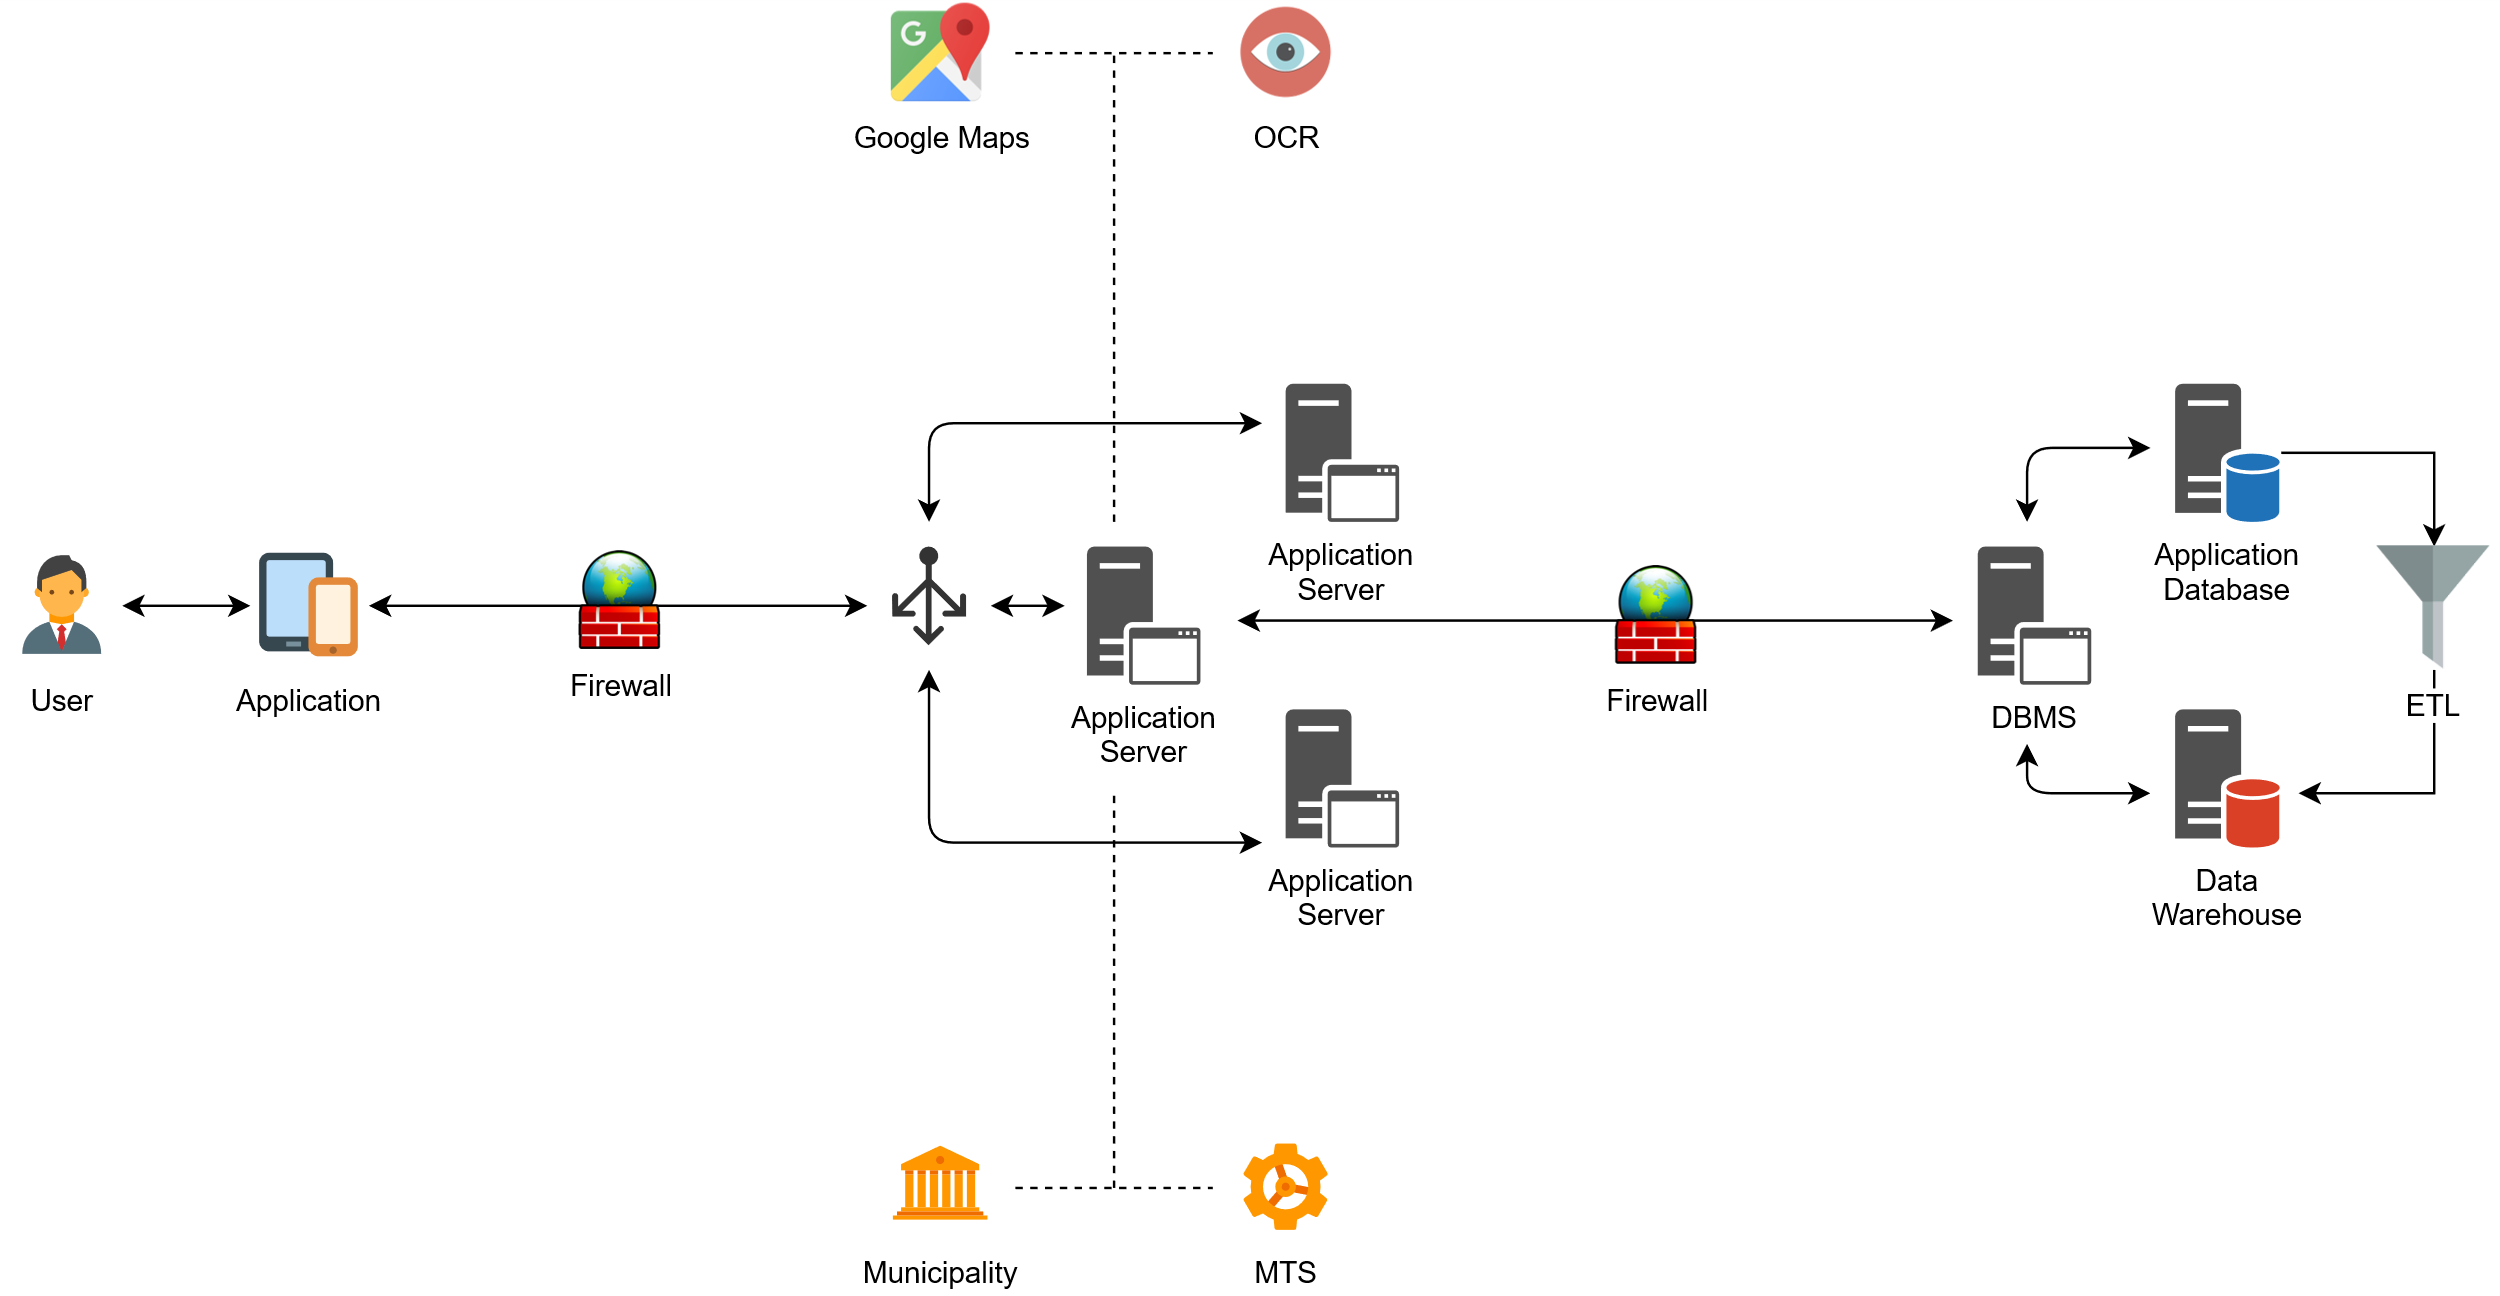 Google Maps
OCR
Application
Server
User
Application
Firewall
Application
Server
Firewall
DBMS
Application
Database
ETL
Application
Server
Data
Warehouse
Municipality
MTS